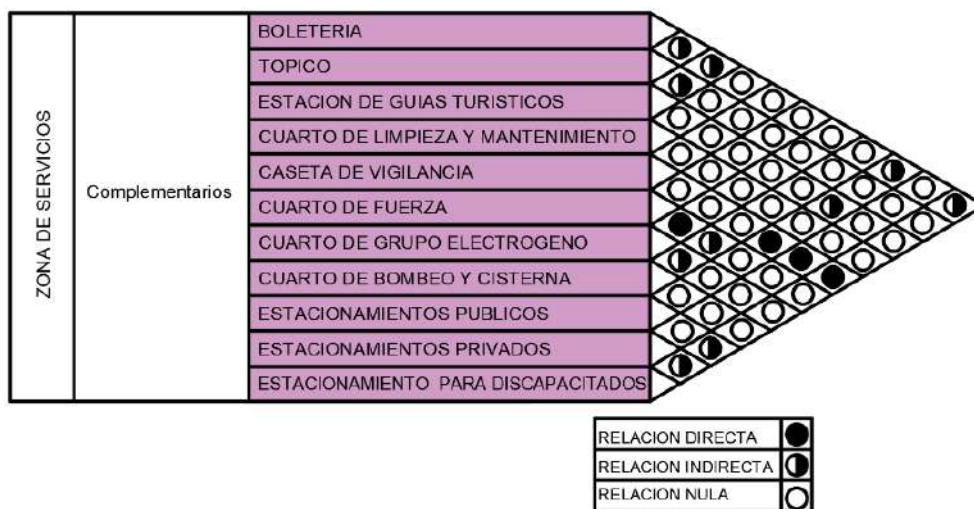 ZONA DE SERVICIOS
Complementarios
BOLETERIA
TOPICO
ESTACION DE GUIAS TURISTICOS
CUARTO DE LIMPIEZA Y MANTENIMIENTO
CASETA DE VIGILANCIA
CUARTO DE FUERZA
CUARTO DE GRUPO ELECTROGENO
CUARTO DE BOMBEO Y CISTERNA
ESTACIONAMIENTOS PUBLICOS
ESTACIONAMIENTOS PRIVADOS
ESTACIONAMIENTO PARA DISCAPACITADOS
RELACION DIRECTA
RELACION INDIRECTA
RELACION NULA